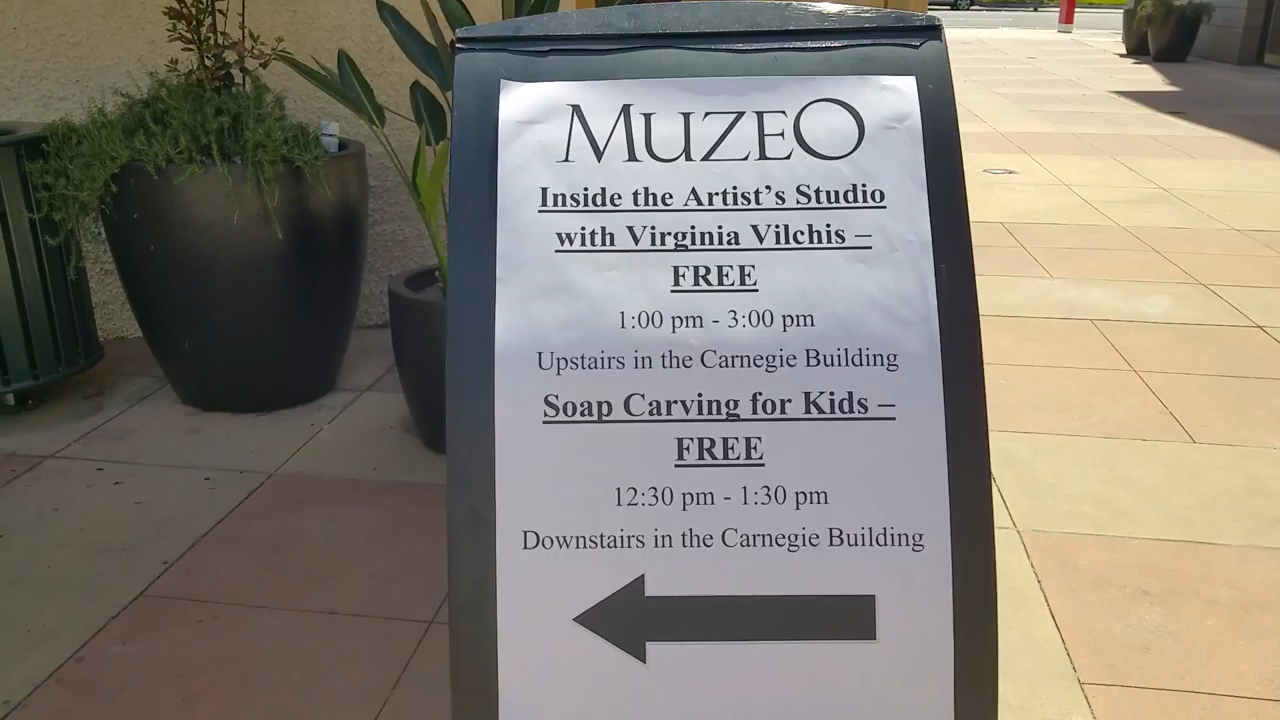 MUZEO
Inside the Artist's Studio
with Virginia Vilchis –
FREE
1:00 pm - 3:00 pm
Upstairs in the Carnegie Building
Soap Carving for Kids –
FREE
12:30 pm - 1:30 pm
Downstairs in the Carnegie Building